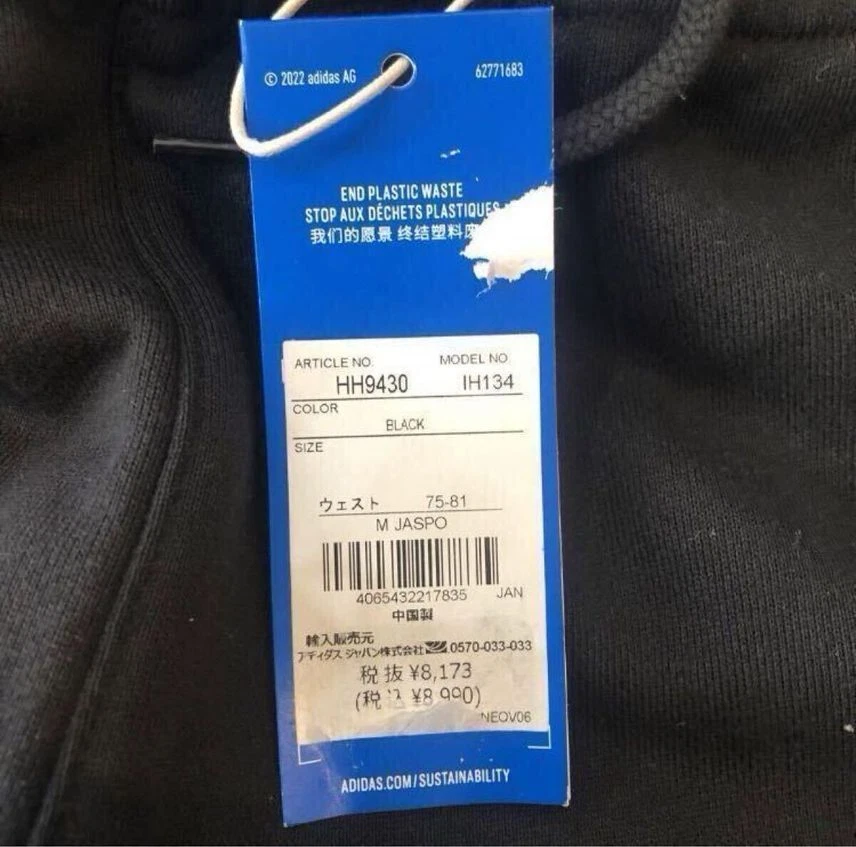 © 2022 adidas AG
62771683
END PLASTIC WASTE
STOP AUX DÉCHETS PLASTIQUES
我们的愿景 终结塑料废
ARTICLE NO. MODEL NO
HH9430 IH134
COLOR
BLACK
SIZE
ウェスト 75-81
M JASPO
4065432217835 JAN
中国製
輸入販売元
アディダス ジャパン株式会社 0570-033-033
税抜 ¥8,173
(税込 ¥8,990)
NEOV06
ADIDAS.COM/SUSTAINABILITY